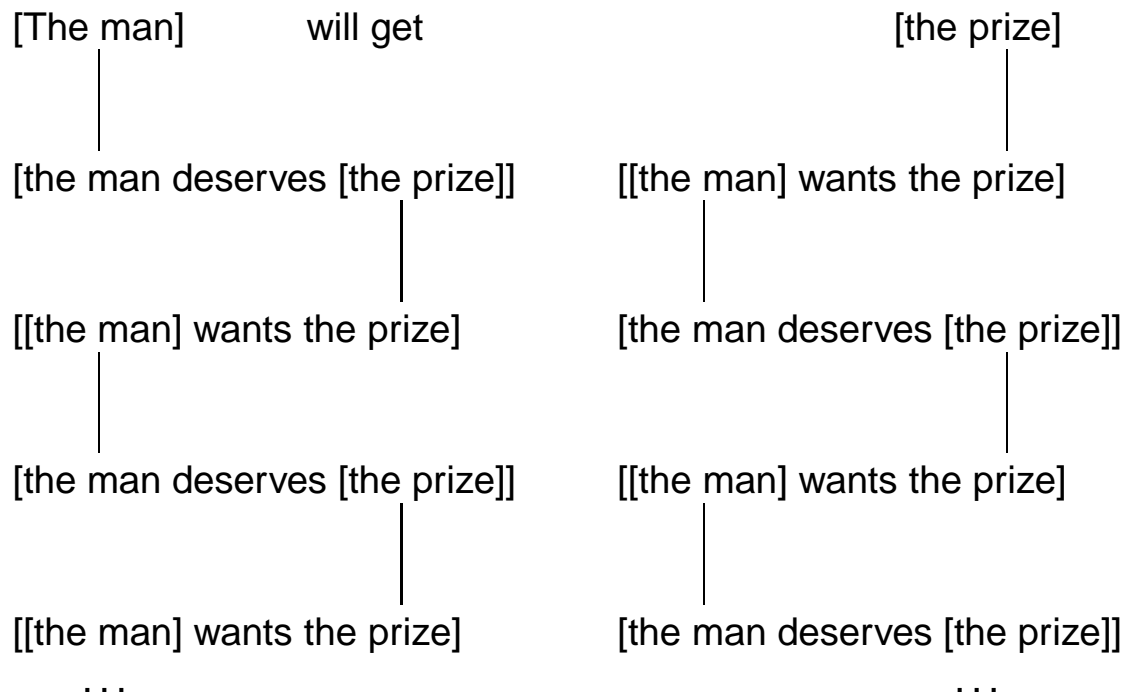 [The man] will get [the prize]
[the man deserves [the prize]] [[the man] wants the prize]
[[the man] wants the prize] [the man deserves [the prize]]
[the man deserves [the prize]] [[the man] wants the prize]
[[the man] wants the prize] [the man deserves [the prize]]
... ...